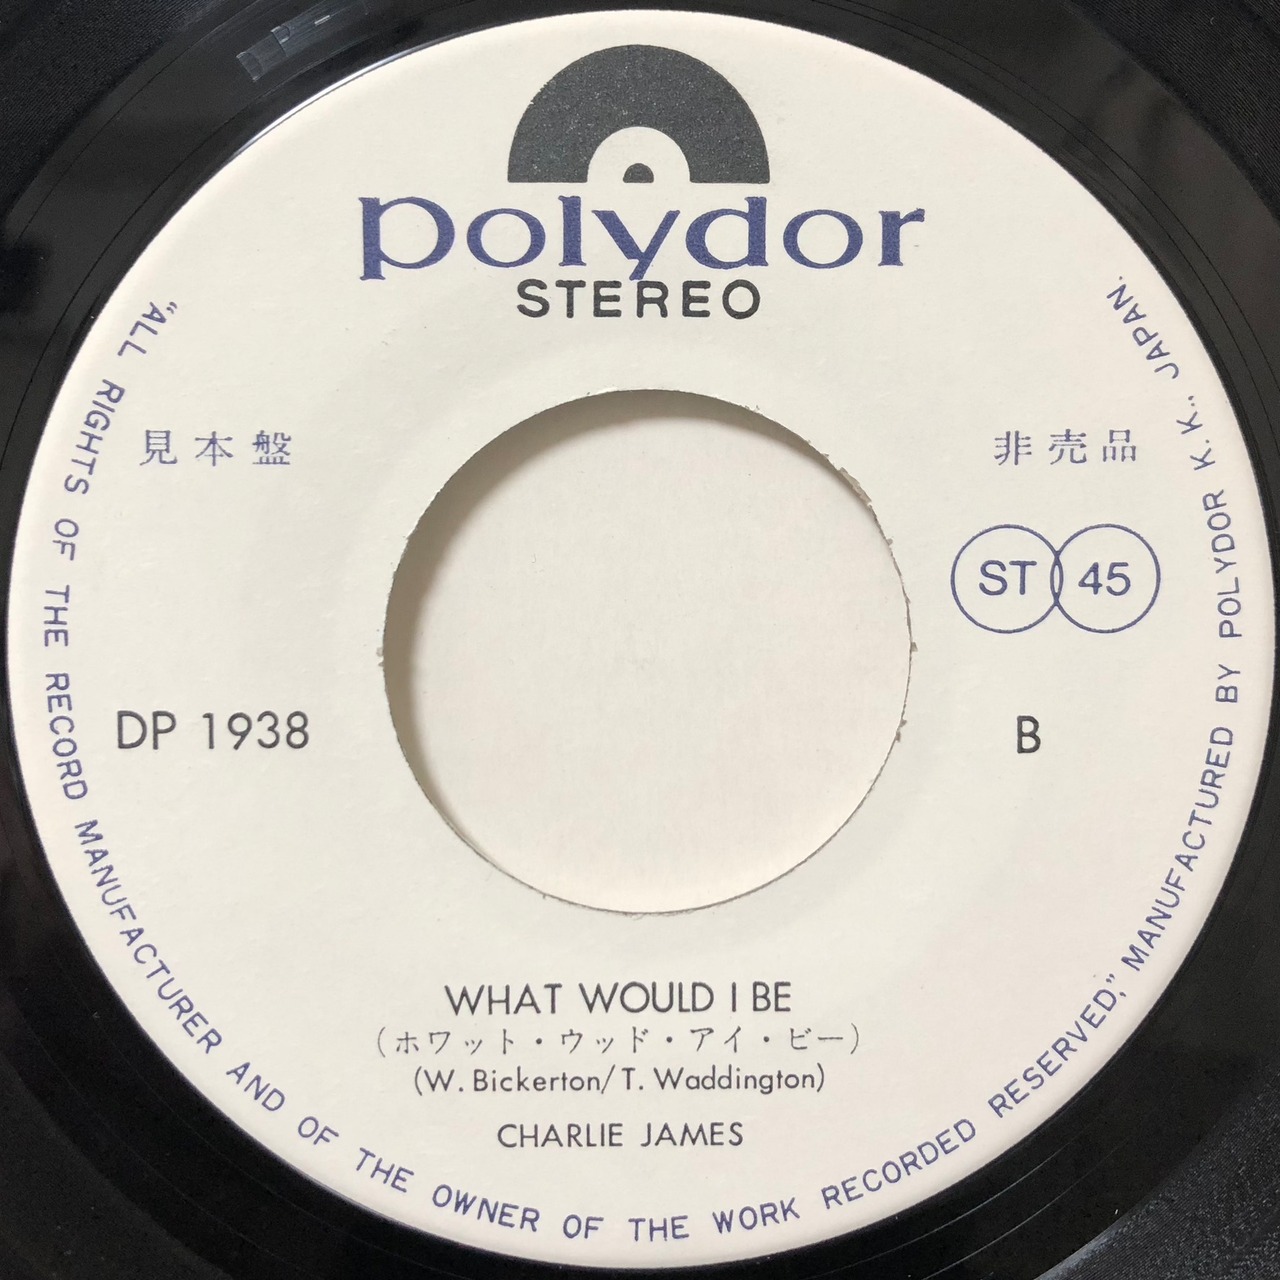 polydor
STEREO
見本盤
非売品
ST 45
DP 1938
B
WHAT WOULD I BE
(ホワット・ウッド・アイ・ビー)
(W. Bickerton/T. Waddington)
CHARLIE JAMES
"ALL RIGHTS OF THE RECORD MANUFACTURER AND OF THE OWNER OF THE WORK RECORDED RESERVED," MANUFACTURED BY POLYDOR K. K., JAPAN.